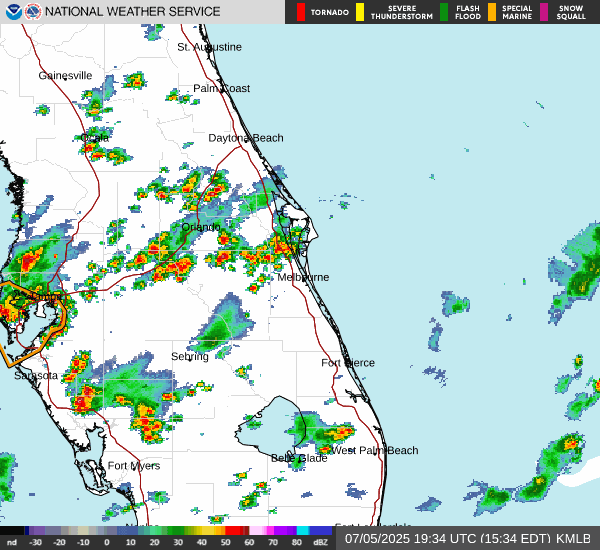 NATIONAL WEATHER SERVICE
TORNADO
SEVERE THUNDERSTORM
FLASH FLOOD
SPECIAL MARINE
SNOW SQUALL
St. Augustine
Gainesville
Palm Coast
Ocala
Daytona Beach
Orlando
Melbourne
Sebring
Fort Pierce
Sarasota
West Palm Beach
Belle Glade
Fort Myers
nd -30 -20 -10 0 10 20 30 40 50 60 70 80 dBZ
07/05/2025 19:34 UTC (15:34 EDT) KMLB